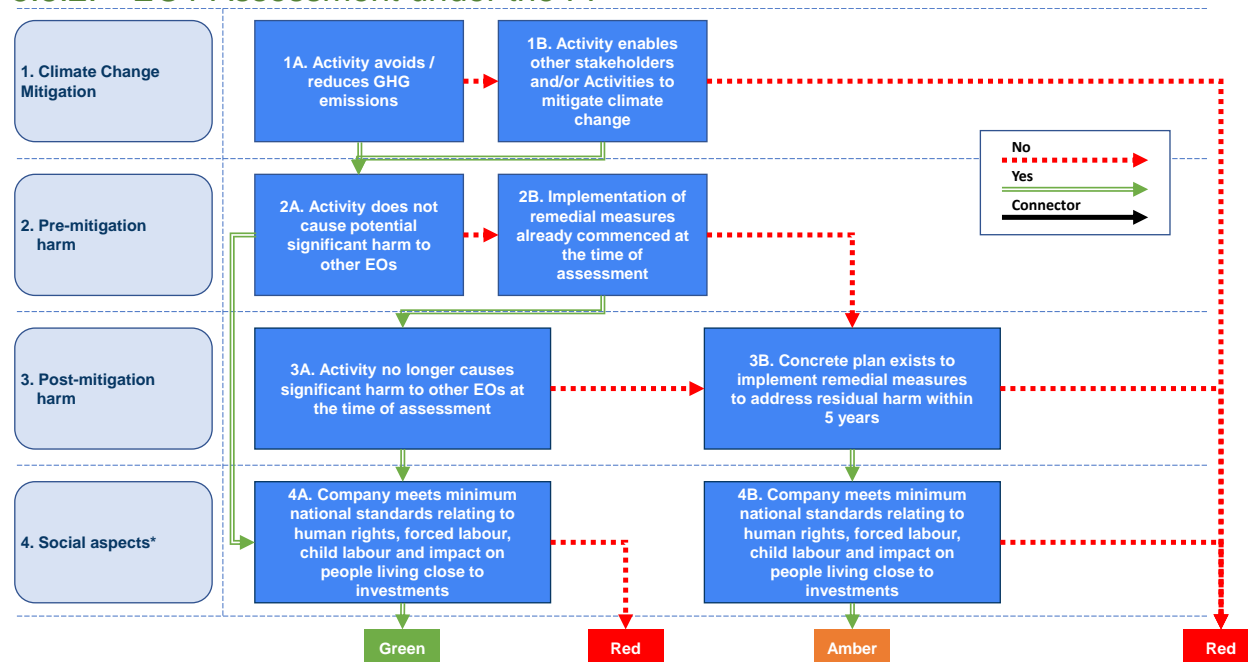 Assessment under the
1. Climate Change
Mitigation
1A. Activity avoids /
reduces GHG
emissions
1B. Activity enables
other stakeholders
and/or Activities to
mitigate climate
change
No
Yes
Connector
2. Pre-mitigation
harm
2A. Activity does not
cause potential
significant harm to
other EOs
2B. Implementation of
remedial measures
already commenced at
the time of
assessment
3. Post-mitigation
harm
3A. Activity no longer causes
significant harm to other EOs at
the time of assessment
3B. Concrete plan exists to
implement remedial measures
to address residual harm within
5 years
4. Social aspects*
4A. Company meets minimum
national standards relating to
human rights, forced labour,
child labour and impact on
people living close to
investments
4B. Company meets minimum
national standards relating to
human rights, forced labour,
child labour and impact on
people living close to
investments
Green
Red
Amber
Red